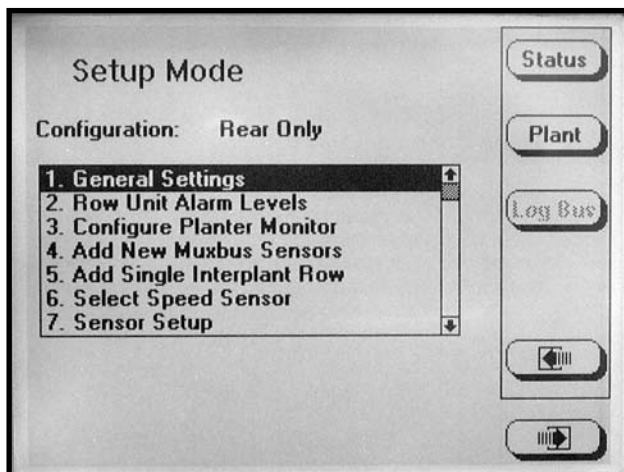 Setup Mode
Status
Configuration: Rear Only
Plant
1. General Settings
2. Row Unit Alarm Levels
Log Bus
3. Configure Planter Monitor
4. Add New Muxbus Sensors
5. Add Single Interplant Row
6. Select Speed Sensor
7. Sensor Setup